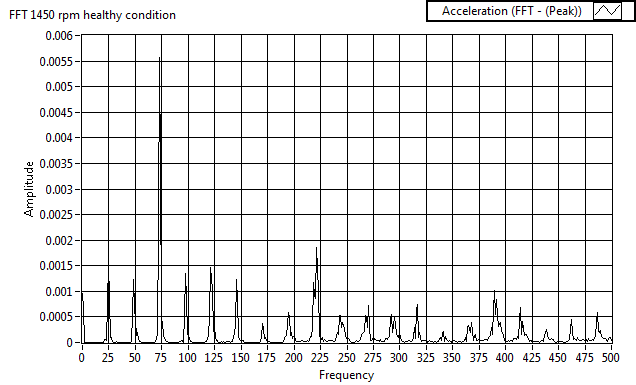 FFT 1450 rpm healthy condition
Acceleration (FFT - (Peak))
0.006
0.0055
0.005
0.0045
0.004
0.0035
0.003
0.0025
0.002
0.0015
0.001
0.0005
0
Amplitude
0 25 50 75 100 125 150 175 200 225 250 275 300 325 350 375 400 425 450 475 500
Frequency